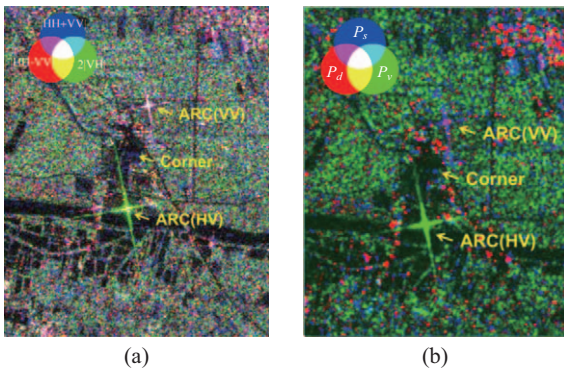 HH+VV
HH-VV
2|VH|
ARC(VV)
Corner
ARC(HV)
(a)
Ps
Pd
Pv
ARC(VV)
Corner
ARC(HV)
(b)